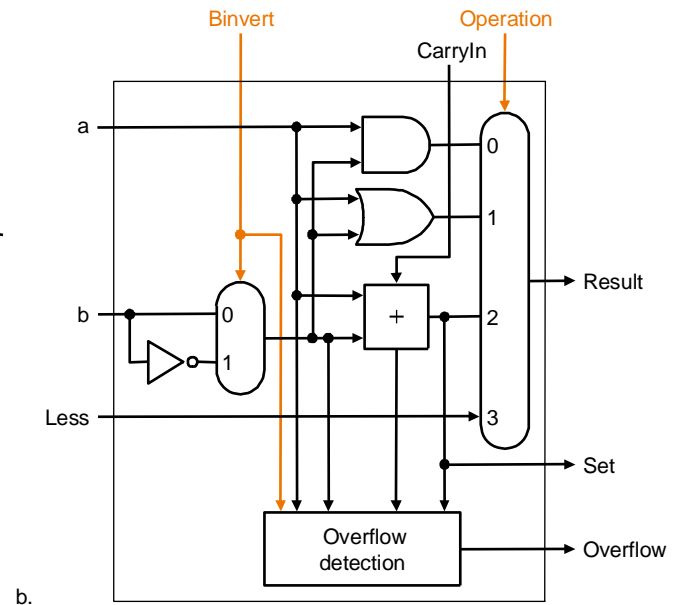 Binvert
Operation
CarryIn
a
0
1
Result
b
0
+
2
1
Less
3
Set
Overflow
detection
Overflow
b.